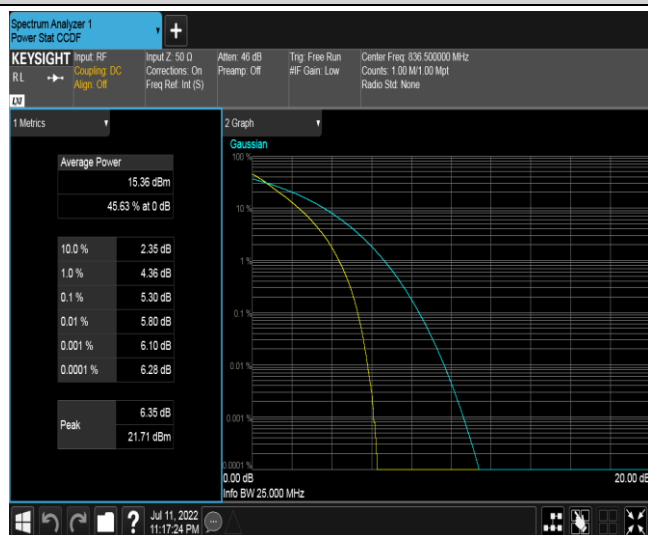 Spectrum Analyzer 1
Power Stat CCDF
+
KEYSIGHT
RL
LXI
Input: RF
Coupling: DC
Align: Off
Input Z: 50 Ω
Corrections: On
Freq Ref: Int (S)
Atten: 46 dB
Preamp: Off
Trig: Free Run
#IF Gain: Low
Center Freq: 836.500000 MHz
Counts: 1.00 M/1.00 Mpt
Radio Std: None
1 Metrics
Average Power
15.36 dBm
45.63 % at 0 dB
10.0 % 2.35 dB
1.0 % 4.36 dB
0.1 % 5.30 dB
0.01 % 5.80 dB
0.001 % 6.10 dB
0.0001 % 6.28 dB
Peak
6.35 dB
21.71 dBm
2 Graph
Gaussian
100 %
10 %
1 %
0.1 %
0.01 %
0.001 %
0.0001 %
0.00 dB 20.00 dB
Info BW 25.000 MHz
?
Jul 11, 2022
11:17:24 PM